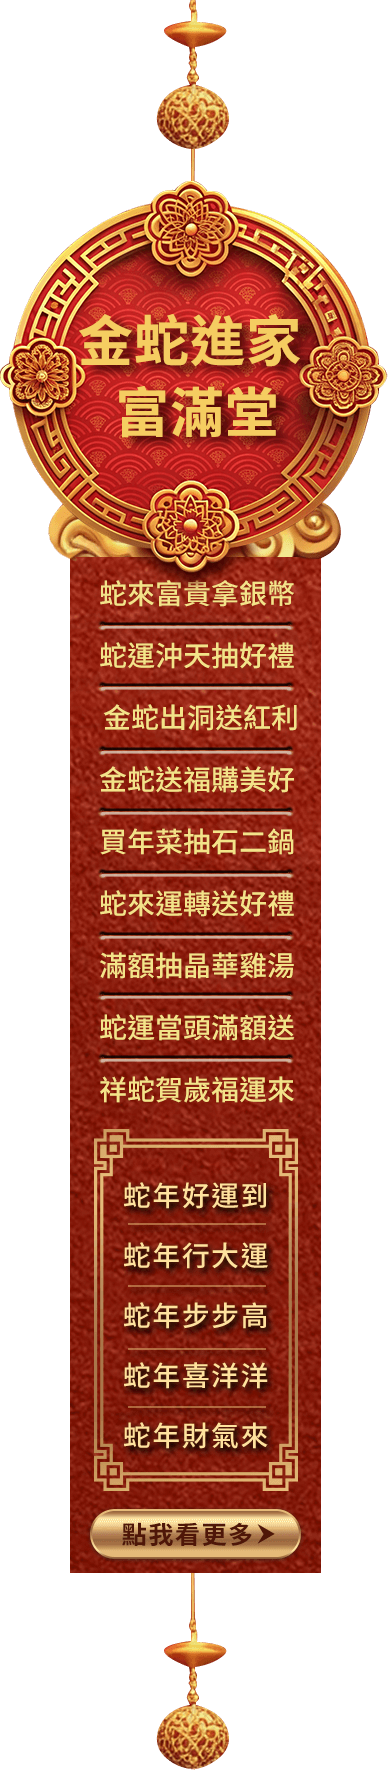 金蛇進家
富滿堂
蛇來富貴拿銀幣
蛇運沖天抽好禮
金蛇出洞送紅利
金蛇送福購美好
買年菜抽石二鍋
蛇來運轉送好禮
滿額抽晶華雞湯
蛇運當頭滿額送
祥蛇賀歲福運來
蛇年好運到
蛇年行大運
蛇年步步高
蛇年喜洋洋
蛇年財氣來
點我看更多➤